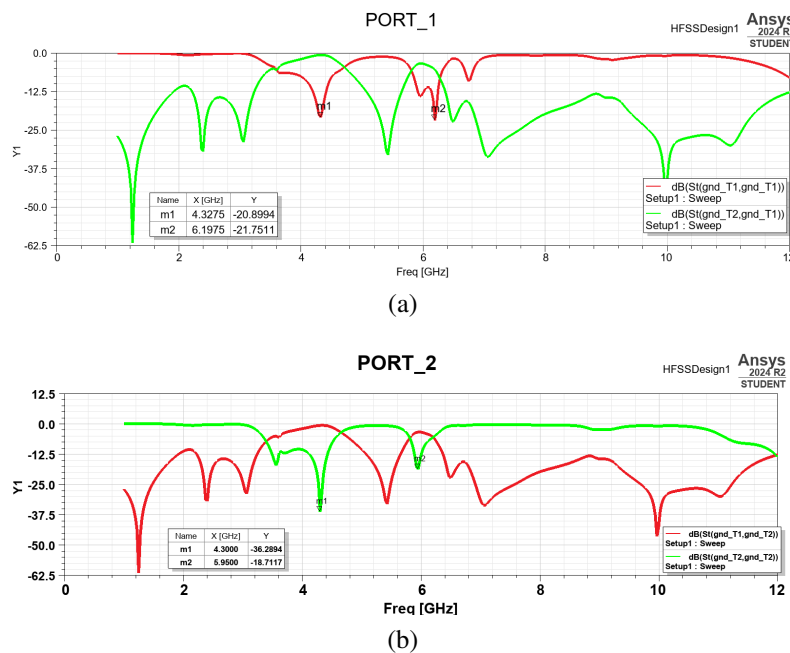 PORT_1
HFSSDesign1
Ansys
2024 R
STUDENT
0.0
-12.5
-25.0
-37.5
-50.0
-62.5
Y1
m1
m2
Name X [GHz] Y
m1 4.3275 -20.8994
m2 6.1975 -21.7511
dB(St(gnd_T1,gnd_T1))
Setup1 : Sweep
dB(St(gnd_T2,gnd_T1))
Setup1 : Sweep
0 2 4 6 8 10 12
Freq [GHz]
(a)
PORT_2
HFSSDesign1
Ansys
2024 R2
STUDENT
12.5
0.0
-12.5
-25.0
-37.5
-50.0
-62.5
Y1
m1
m2
Name X [GHz] Y
m1 4.3000 -36.2894
m2 5.9500 -18.7117
dB(St(gnd_T1,gnd_T2))
Setup1 : Sweep
dB(St(gnd_T2,gnd_T2))
Setup1 : Sweep
0 2 4 6 8 10 12
Freq [GHz]
(b)